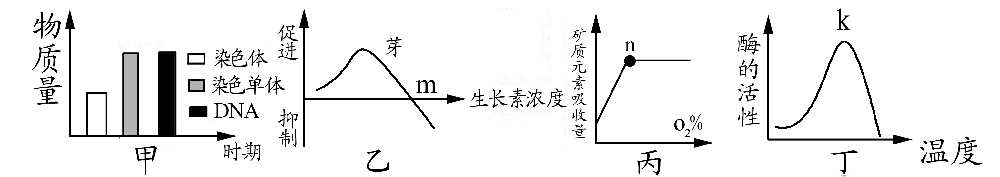 物质量
染色体
染色单体
DNA
时期
甲
促进
抑制
芽
m
生长素浓度
乙
矿质元素吸收量
n
O₂%
丙
酶的活性
k
温度
丁